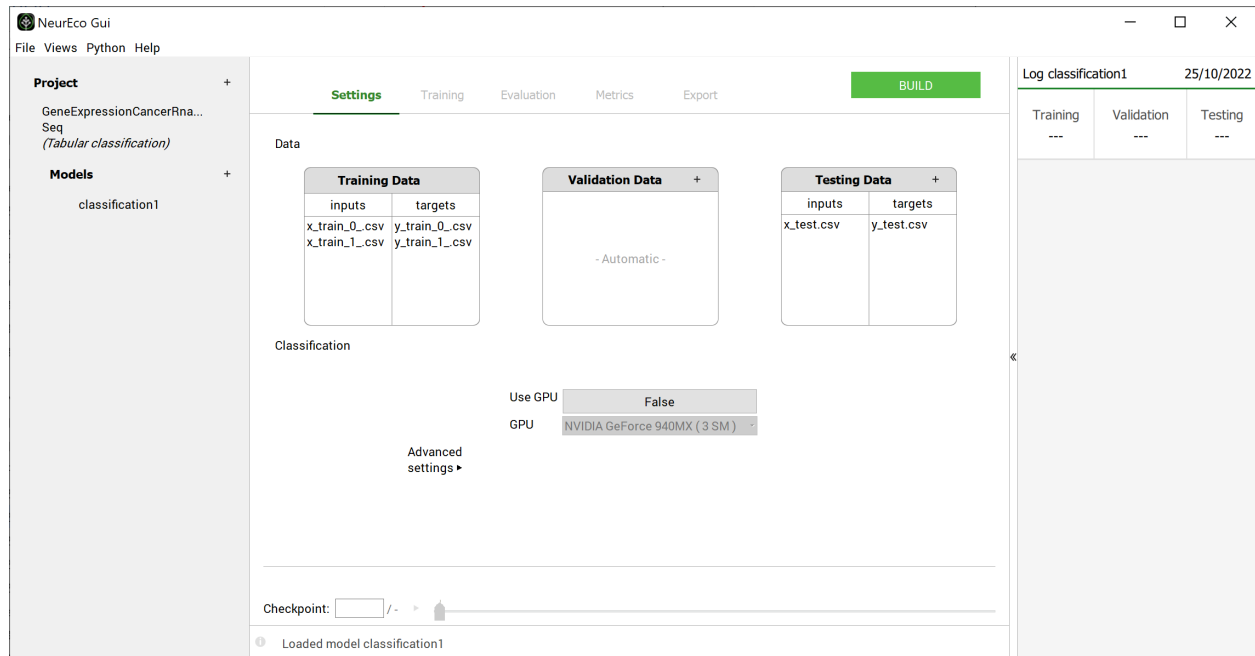 NeurEco Gui
File Views Python Help
Project +
GeneExpressionCancerRna...
Seq
(Tabular classification)
Models +
classification1
Settings Training Evaluation Metrics Export BUILD
Data
Training Data
inputs targets
x_train_0_.csv y_train_0_.csv
x_train_1_.csv y_train_1_.csv
Validation Data +
- Automatic -
Testing Data +
inputs targets
x_test.csv y_test.csv
Classification
Use GPU False
GPU NVIDIA GeForce 940MX ( 3 SM )
Advanced
settings ▸
Checkpoint: / -
Loaded model classification1
Log classification1 25/10/2022
Training Validation Testing
--- --- ---
«